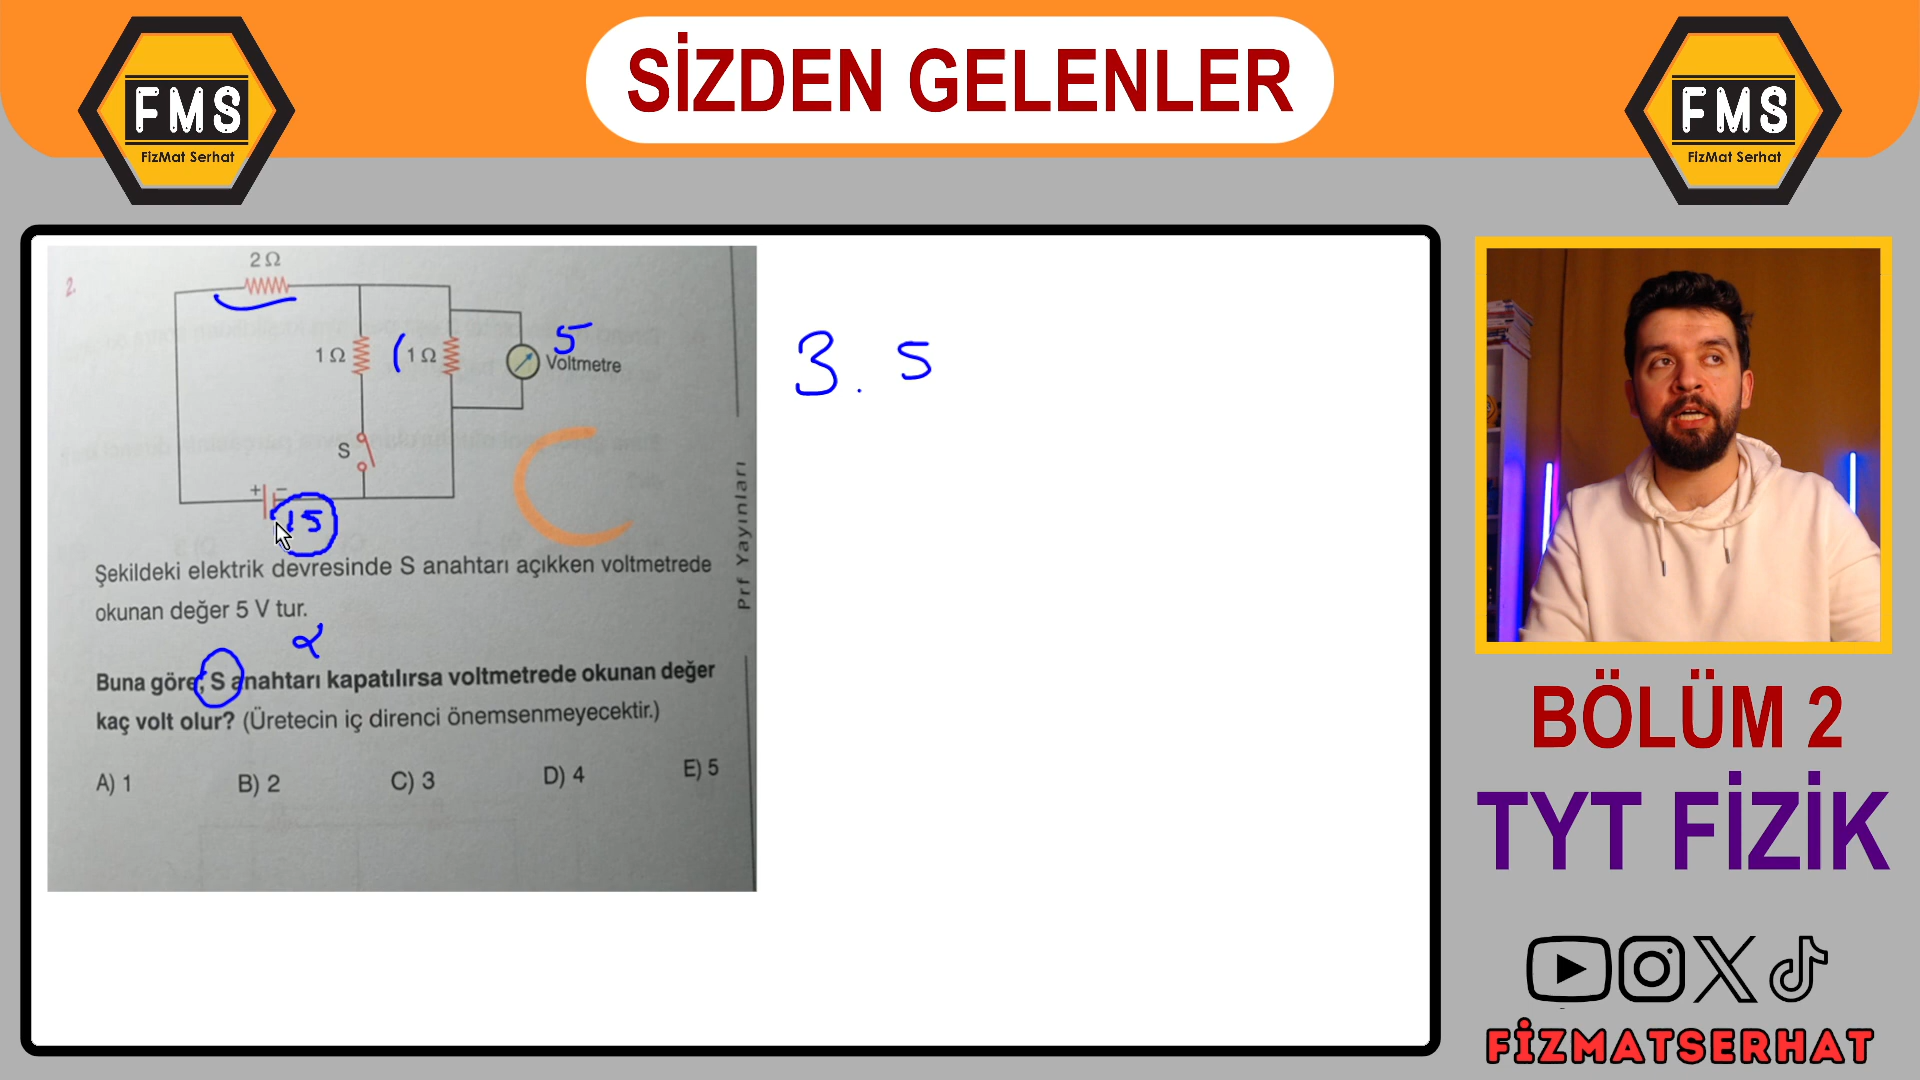 SİZDEN GELENLER
FMS
FizMat Serhat
FMS
FizMat Serhat
2.
2 Ω
1 Ω
1 Ω
5
Voltmetre
S
+
−
15
3 . 5
Prf Yayınları
Şekildeki elektrik devresinde S anahtarı açıkken voltmetrede
okunan değer 5 V tur.
Buna göre, S anahtarı kapatılırsa voltmetrede okunan değer
kaç volt olur? (Üretecin iç direnci önemsenmeyecektir.)
A) 1
B) 2
C) 3
D) 4
E) 5
BÖLÜM 2
TYT FİZİK
FİZMATSERHAT